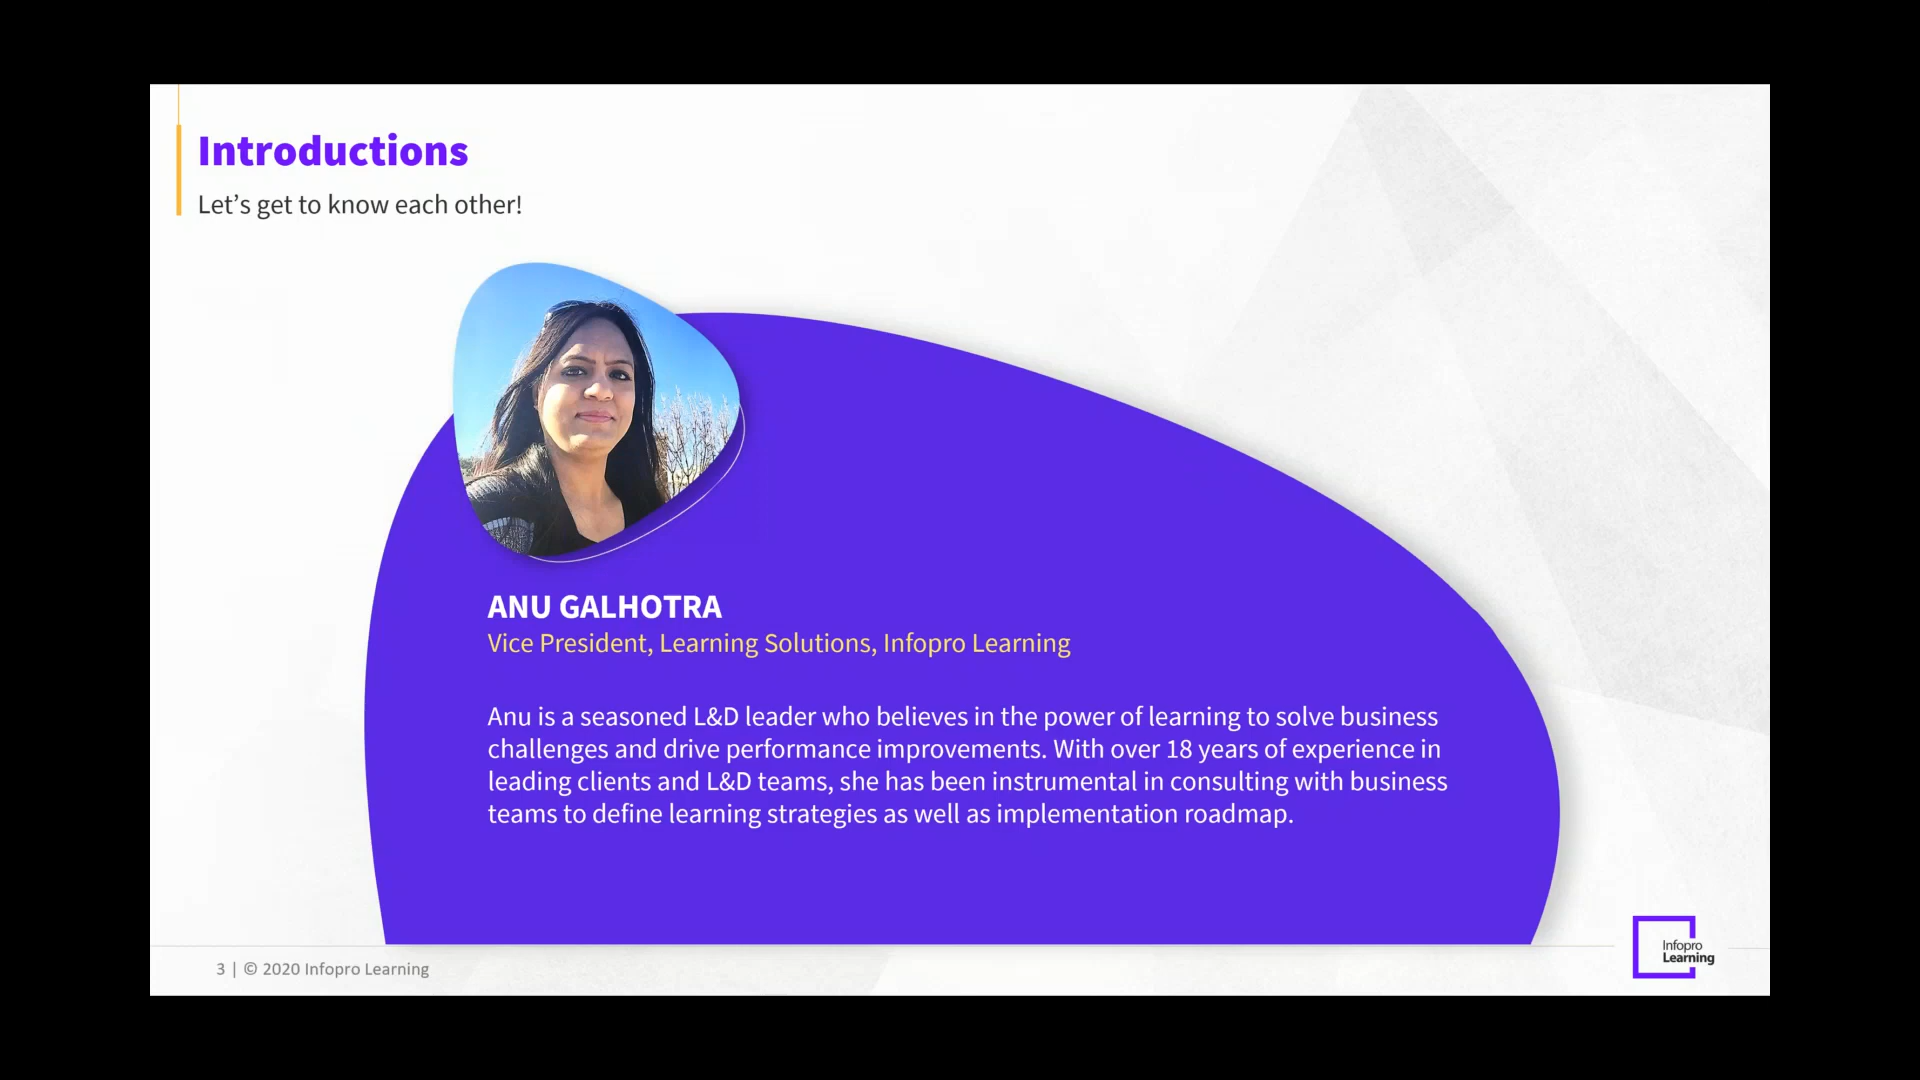 Introductions
Let’s get to know each other!
ANU GALHOTRA
Vice President, Learning Solutions, Infopro Learning
Anu is a seasoned L&D leader who believes in the power of learning to solve business
challenges and drive performance improvements. With over 18 years of experience in
leading clients and L&D teams, she has been instrumental in consulting with business
teams to define learning strategies as well as implementation roadmap.
3 | © 2020 Infopro Learning
Infopro
Learning